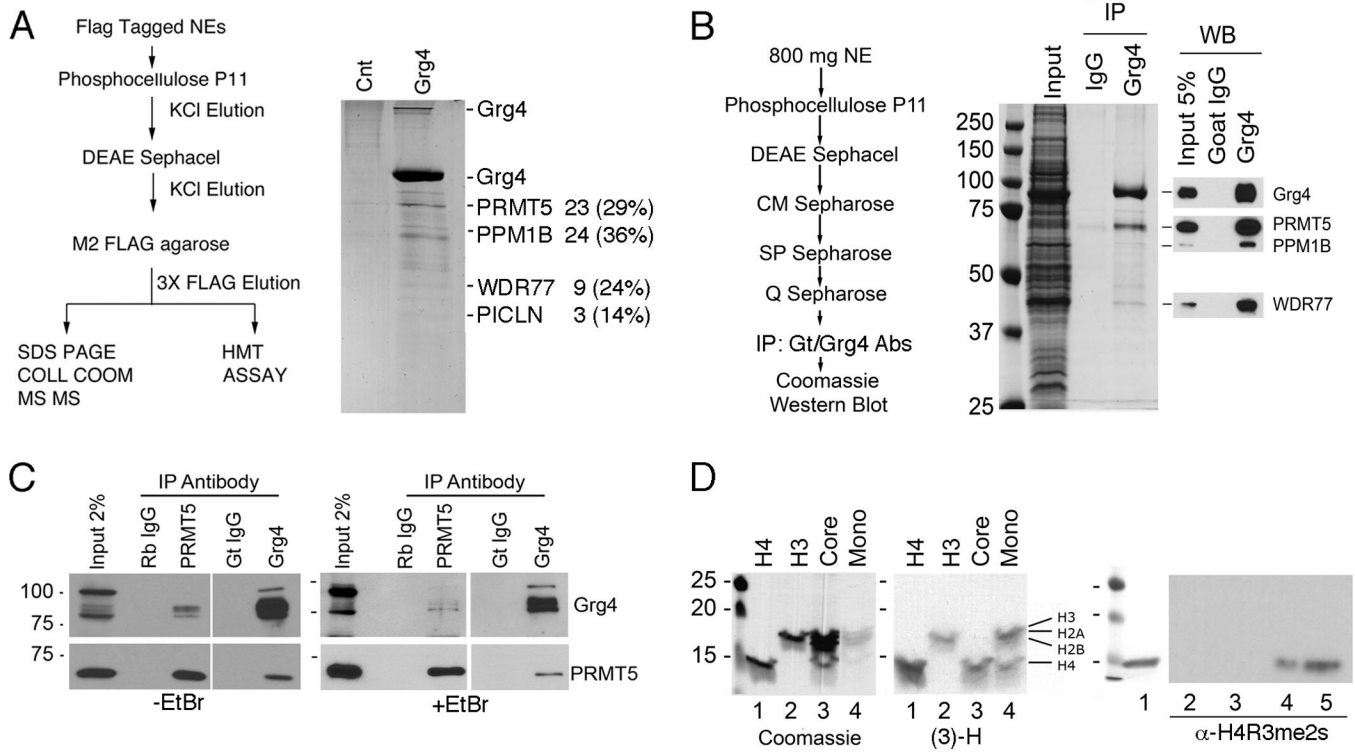 A
Flag Tagged NEs
Phosphocellulose P11
KCl Elution
DEAE Sephacel
KCl Elution
M2 FLAG agarose
3X FLAG Elution
SDS PAGE
COLL COOM
MS MS
HMT
ASSAY
Cnt
Grg4
Grg4
Grg4
PRMT5 23 (29%)
PPM1B 24 (36%)
WDR77 9 (24%)
PICLN 3 (14%)
B
800 mg NE
Phosphocellulose P11
DEAE Sephacel
CM Sepharose
SP Sepharose
Q Sepharose
IP: Gt/Grg4 Abs
Coomassie
Western Blot
IP
Input
IgG
Grg4
250
150
100
75
50
37
25
WB
Input 5%
Goat IgG
Grg4
Grg4
PRMT5
PPM1B
WDR77
C
IP Antibody
Input 2%
Rb IgG
PRMT5
Gt IgG
Grg4
100
75
75
-EtBr
IP Antibody
Input 2%
Rb IgG
PRMT5
Gt IgG
Grg4
Grg4
PRMT5
+EtBr
D
H4
H3
Core
Mono
25
20
15
1 2 3 4
Coomassie
H4
H3
Core
Mono
H3
H2A
H2B
H4
1 2 3 4
(3)-H
1 2 3 4 5
α-H4R3me2s